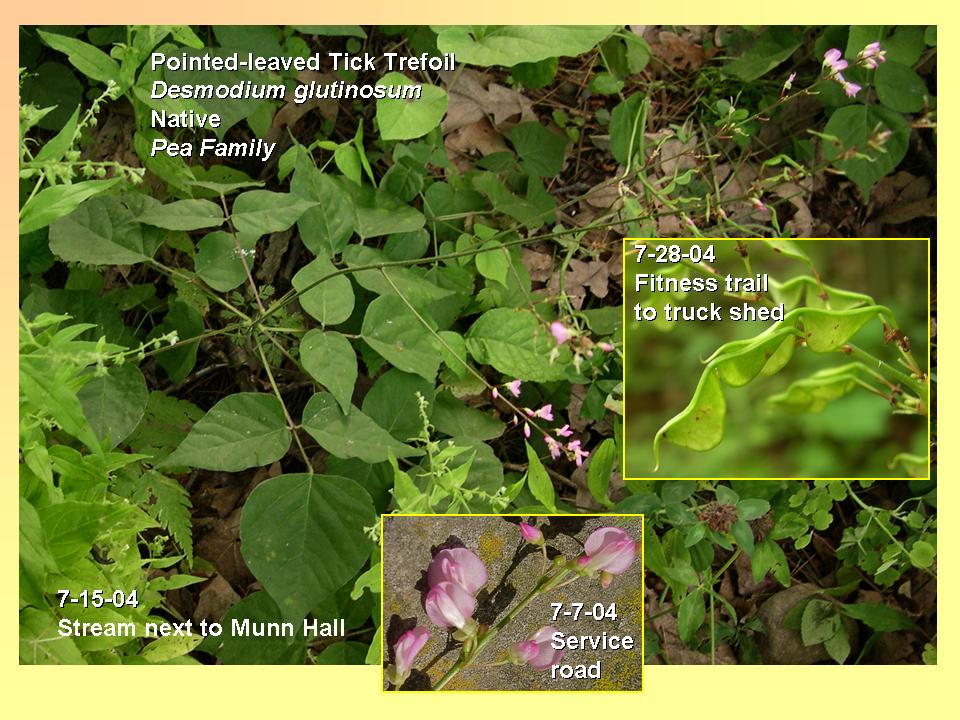 Pointed-leaved Tick Trefoil
Desmodium glutinosum
Native
Pea Family
7-28-04
Fitness trail
to truck shed
7-15-04
Stream next to Munn Hall
7-7-04
Service
road